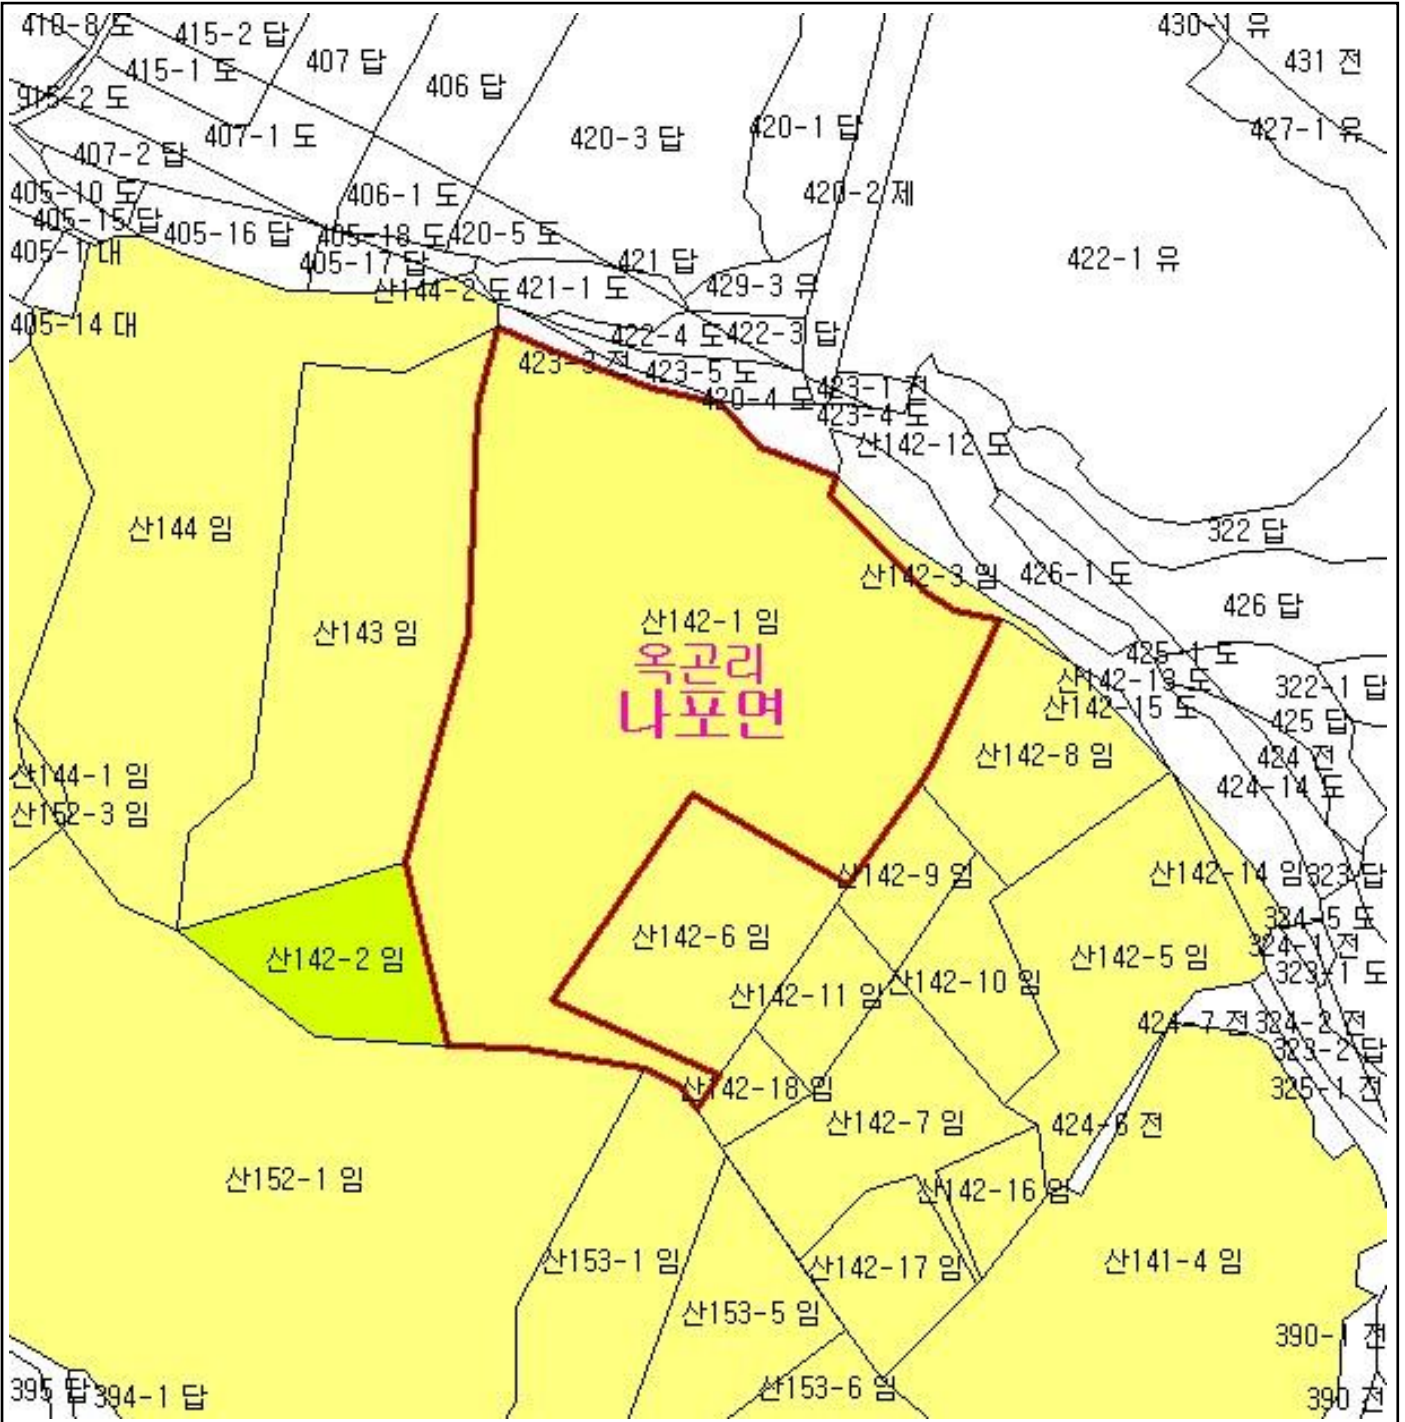 410-8 도
415-2 답
430-1 유
407 답
431 전
415-1 도
406 답
915-2 도
420-1 답
427-1 유
407-1 도
420-3 답
407-2 답
405-10 도
406-1 도
420-2 제
405-15 답
405-16 답
405-18 도
420-5 도
405-1 대
405-17 답
421 답
422-1 유
산144-2 도
421-1 도
429-3 유
405-14 대
422-4 도
422-3 답
423-3 전
423-5 도
423-1 전
420-4 도
423-4 도
산142-12 도
산144 임
322 답
산142-3 임
426-1 도
426 답
산142-1 임
산143 임
옥곤리
425-1 도
산142-13 도
322-1 답
나포면
산142-15 도
425 답
산142-8 임
424 전
산144-1 임
424-14 도
산152-3 임
산142-9 임
산142-14 임
323 답
324-5 도
산142-6 임
324-1 전
산142-2 임
산142-5 임
323-1 도
산142-10 임
산142-11 임
424-7 전
324-2 전
323-2 답
산142-18 임
325-1 전
산142-7 임
424-6 전
산152-1 임
산142-16 임
산153-1 임
산142-17 임
산141-4 임
산153-5 임
390-1 전
395 답
394-1 답
산153-6 임
390 전